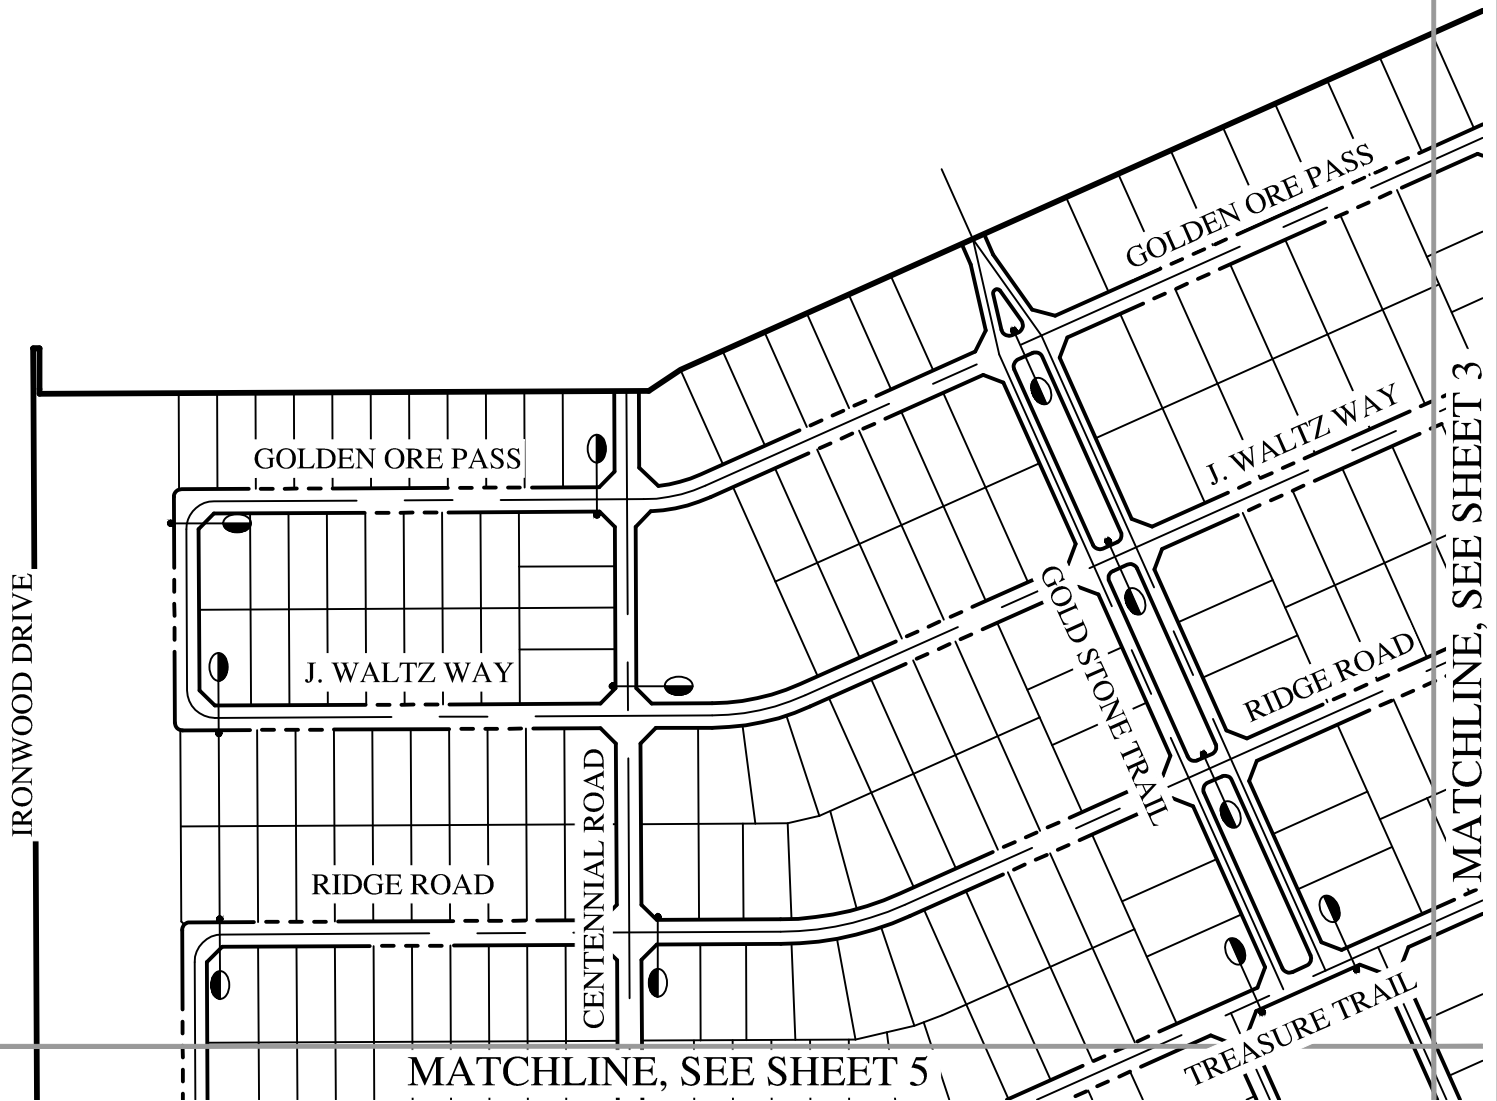 GOLDEN ORE PASS
GOLDEN ORE PASS
J. WALTZ WAY
J. WALTZ WAY
RIDGE ROAD
RIDGE ROAD
IRONWOOD DRIVE
CENTENNIAL ROAD
GOLD STONE TRAIL
TREASURE TRAIL
MATCHLINE, SEE SHEET 3
MATCHLINE, SEE SHEET 5